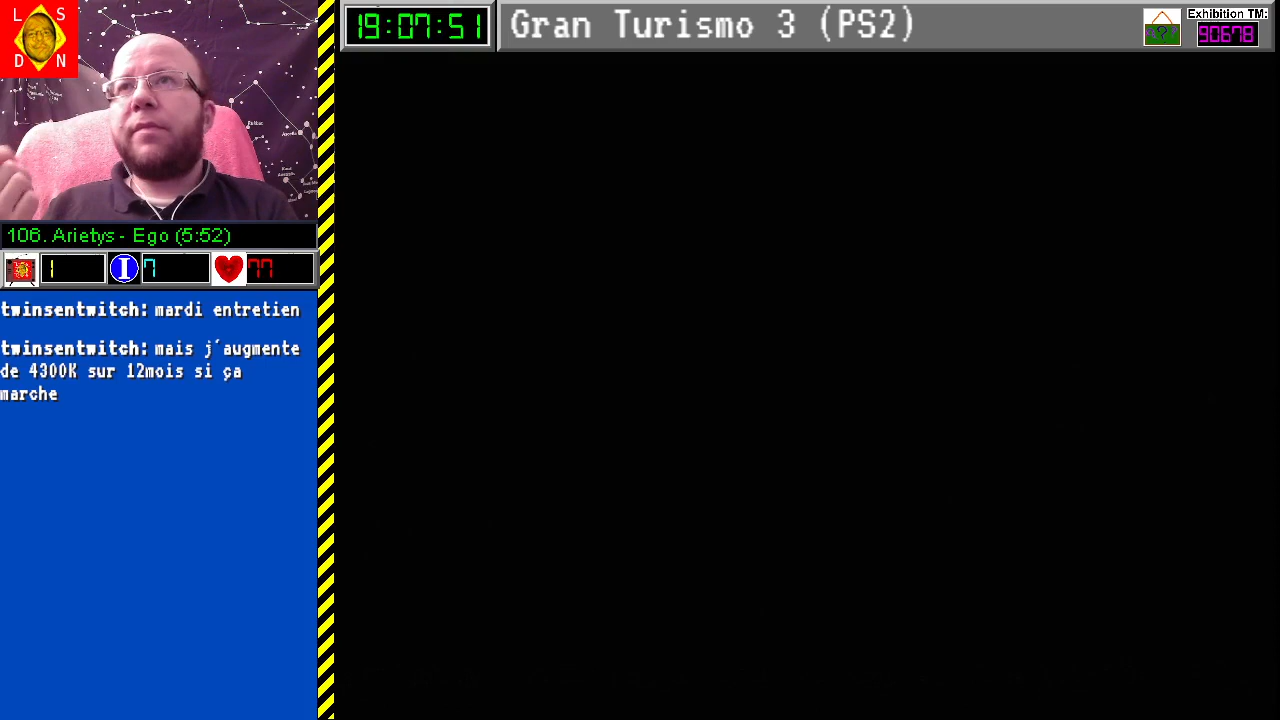 L S
D N
19:07:51
Gran Turismo 3 (PS2)
Exhibition TM:
90678
106. Arietys - Ego (5:52)
1
7
77
twinsentwitch: mardi entretien
twinsentwitch: mais j'augmente
de 4300K sur 12mois si ça
marche